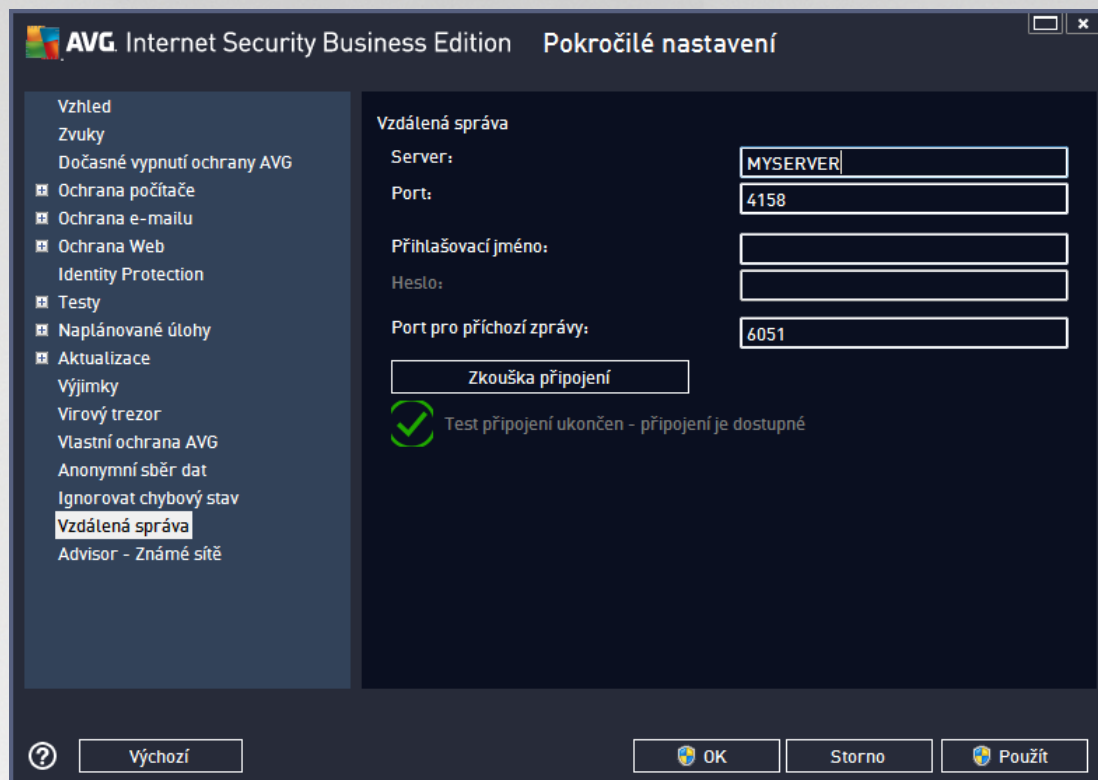 AVG. Internet Security Business Edition Pokročilé nastavení
Vzhled
Zvuky
Dočasné vypnutí ochrany AVG
Ochrana počítače
Ochrana e-mailu
Ochrana Web
Identity Protection
Testy
Naplánované úlohy
Aktualizace
Výjimky
Virový trezor
Vlastní ochrana AVG
Anonymní sběr dat
Ignorovat chybový stav
Vzdálená správa
Advisor - Známé sítě
Vzdálená správa
Server: MYSERVER
Port: 4158
Přihlašovací jméno:
Heslo:
Port pro příchozí zprávy: 6051
Zkouška připojení
Test připojení ukončen - připojení je dostupné
Výchozí OK Storno Použít